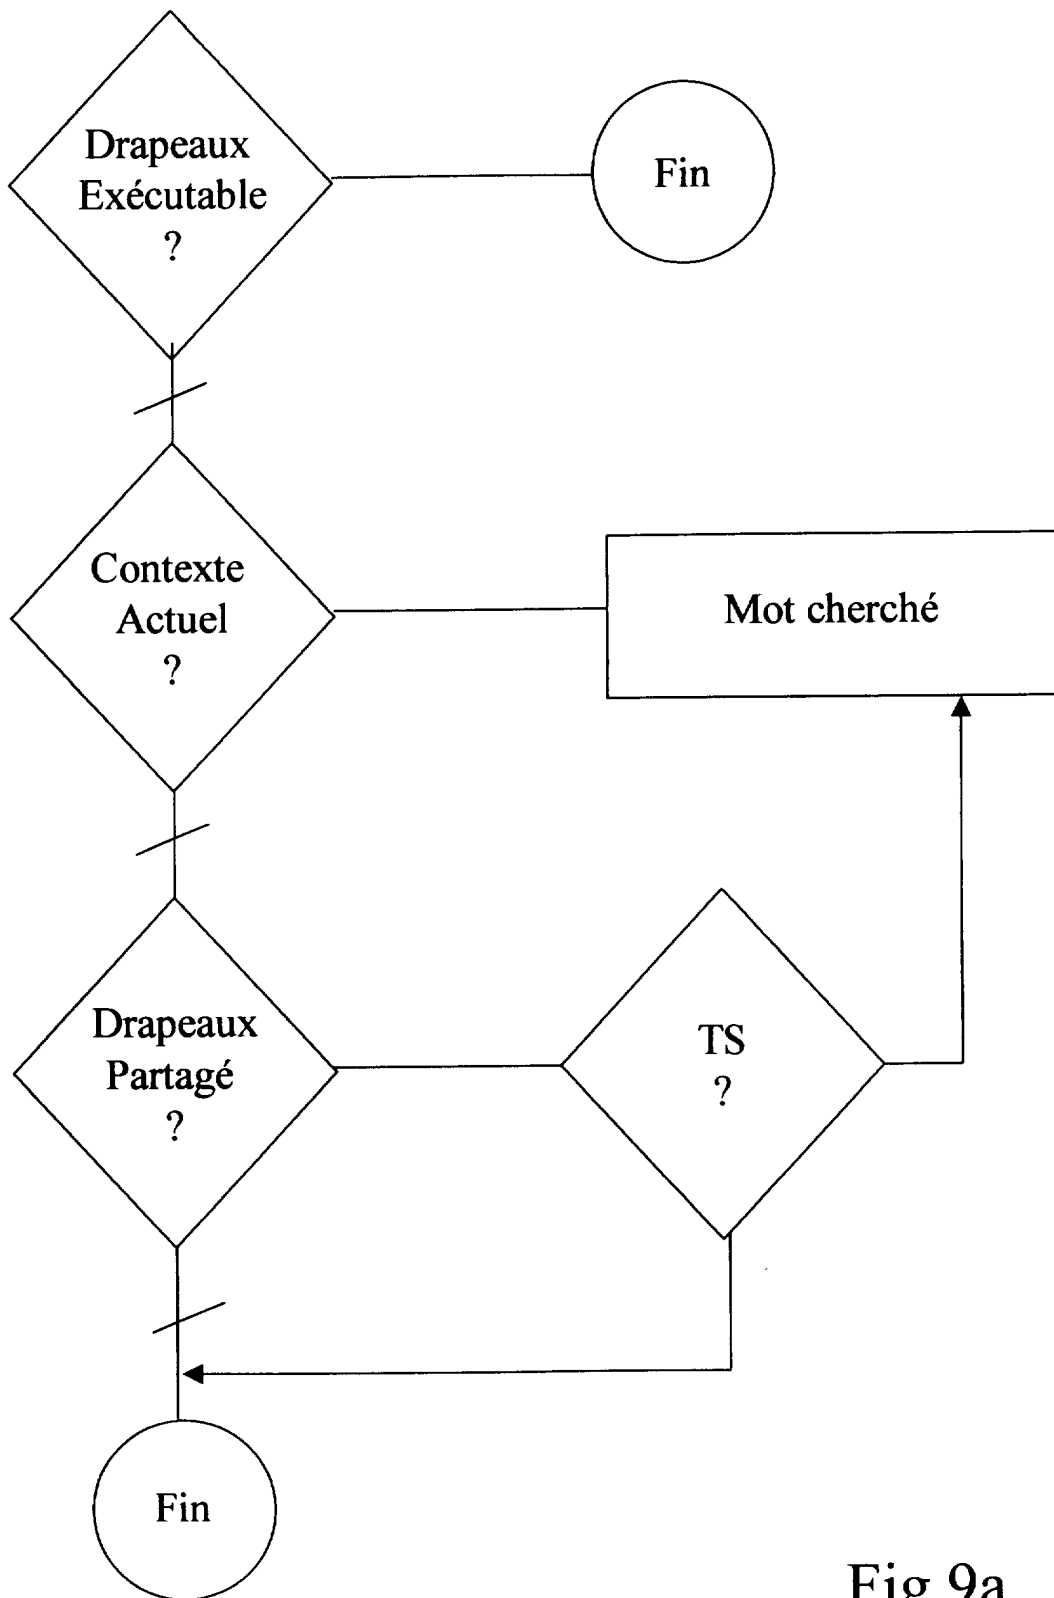 Drapeaux
Exécutable
?
Fin
Contexte
Actuel
?
Mot cherché
Drapeaux
Partagé
?
TS
?
Fin
Fig 9a